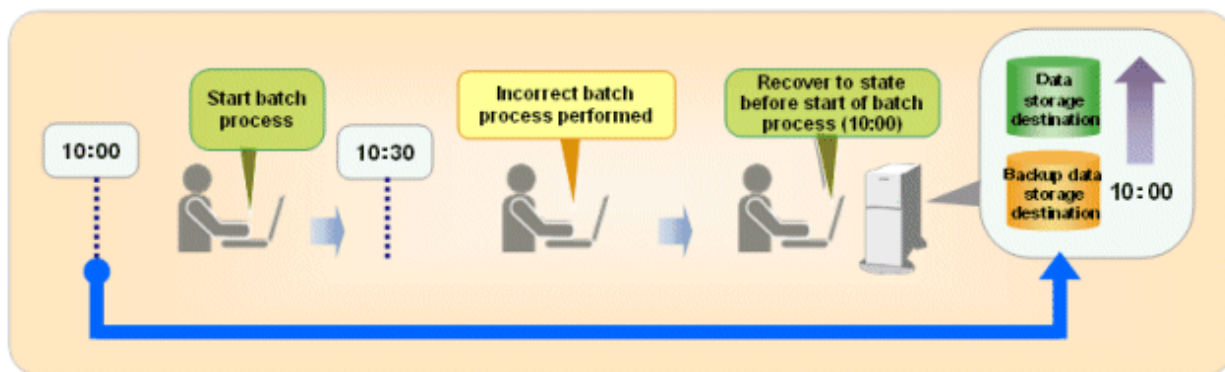 10:00
Start batch
process
10:30
Incorrect batch
process performed
Recover to state
before start of batch
process (10:00)
Data
storage
destination
Backup data
storage
destination
10:00